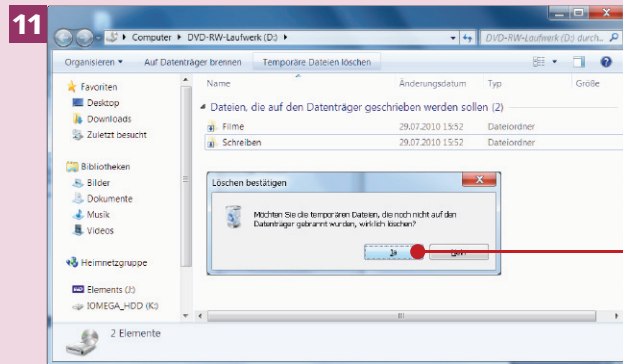 11
Computer ▸ DVD-RW-Laufwerk (D:) ▸
DVD-RW-Laufwerk (D:) durch...
Organisieren ▾ Auf Datenträger brennen Temporäre Dateien löschen
Favoriten
Desktop
Downloads
Zuletzt besucht
Bibliotheken
Bilder
Dokumente
Musik
Videos
Heimnetzgruppe
Elements (J:)
IOMEGA_HDD (K:)
Name Änderungsdatum Typ Größe
Dateien, die auf den Datenträger geschrieben werden sollen (2)
Filme 29.07.2010 15:52 Dateiordner
Schreiben 29.07.2010 15:52 Dateiordner
Löschen bestätigen
Möchten Sie die temporären Dateien, die noch nicht auf den
Datenträger gebrannt wurden, wirklich löschen?
Ja Nein
2 Elemente